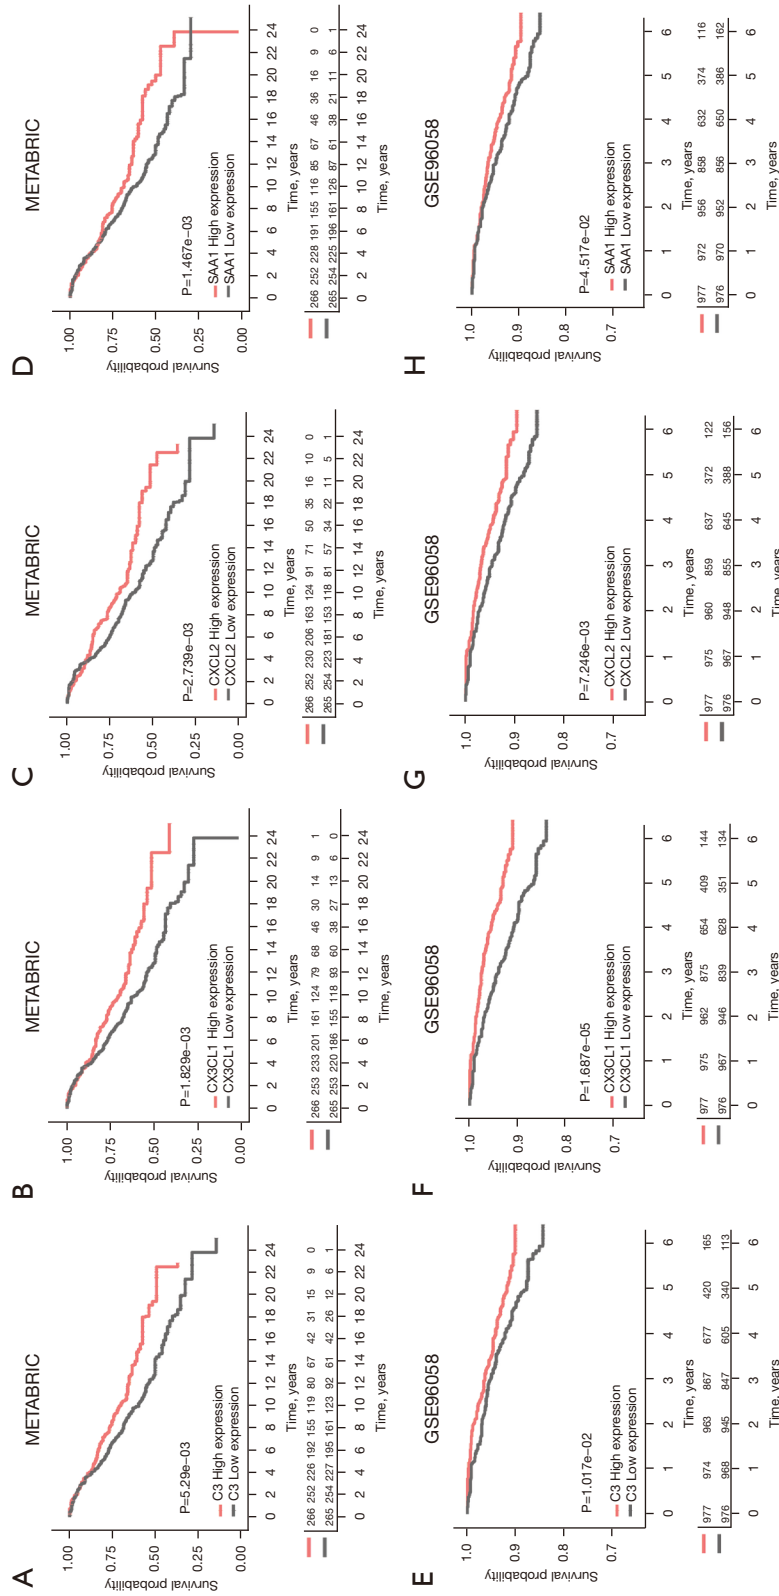 A
METABRIC
Survival probability
1.00
0.75
0.50
0.25
0.00
P=5.29e−03
C3 High expression
C3 Low expression
0 2 4 6 8 10 12 14 16 18 20 22 24
Time, years
266 252 226 192 155 119 80 67 42 31 15 9 0
265 254 227 195 161 123 92 61 42 26 12 6 1
0 2 4 6 8 10 12 14 16 18 20 22 24
Time, years
B
METABRIC
Survival probability
1.00
0.75
0.50
0.25
0.00
P=1.829e−03
CX3CL1 High expression
CX3CL1 Low expression
0 2 4 6 8 10 12 14 16 18 20 22 24
Time, years
266 253 233 201 161 124 79 68 46 30 14 9 1
265 253 220 186 155 118 93 60 38 27 13 6 0
0 2 4 6 8 10 12 14 16 18 20 22 24
Time, years
C
METABRIC
Survival probability
1.00
0.75
0.50
0.25
0.00
P=2.739e−03
CXCL2 High expression
CXCL2 Low expression
0 2 4 6 8 10 12 14 16 18 20 22 24
Time, years
266 252 230 206 163 124 91 71 50 35 16 10 0
265 254 223 181 153 118 81 57 34 22 11 5 1
0 2 4 6 8 10 12 14 16 18 20 22 24
Time, years
D
METABRIC
Survival probability
1.00
0.75
0.50
0.25
0.00
P=1.467e−03
SAA1 High expression
SAA1 Low expression
0 2 4 6 8 10 12 14 16 18 20 22 24
Time, years
266 252 228 191 155 116 85 67 46 36 16 9 0
265 254 225 196 161 126 87 61 38 21 11 6 1
0 2 4 6 8 10 12 14 16 18 20 22 24
Time, years
E
GSE96058
Survival probability
1.0
0.9
0.8
0.7
P=1.017e−02
C3 High expression
C3 Low expression
0 1 2 3 4 5 6
Time, years
977 974 963 867 677 420 165
976 968 945 847 605 340 113
0 1 2 3 4 5 6
Time, years
F
GSE96058
Survival probability
1.0
0.9
0.8
0.7
P=1.687e−05
CX3CL1 High expression
CX3CL1 Low expression
0 1 2 3 4 5 6
Time, years
977 975 962 875 654 409 144
976 967 946 839 628 351 134
0 1 2 3 4 5 6
Time, years
G
GSE96058
Survival probability
1.0
0.9
0.8
0.7
P=7.246e−03
CXCL2 High expression
CXCL2 Low expression
0 1 2 3 4 5 6
Time, years
977 975 960 859 637 372 122
976 967 948 855 645 388 156
0 1 2 3 4 5 6
Time, years
H
GSE96058
Survival probability
1.0
0.9
0.8
0.7
P=4.517e−02
SAA1 High expression
SAA1 Low expression
0 1 2 3 4 5 6
Time, years
977 972 956 858 632 374 116
976 970 952 856 650 386 162
0 1 2 3 4 5 6
Time, years